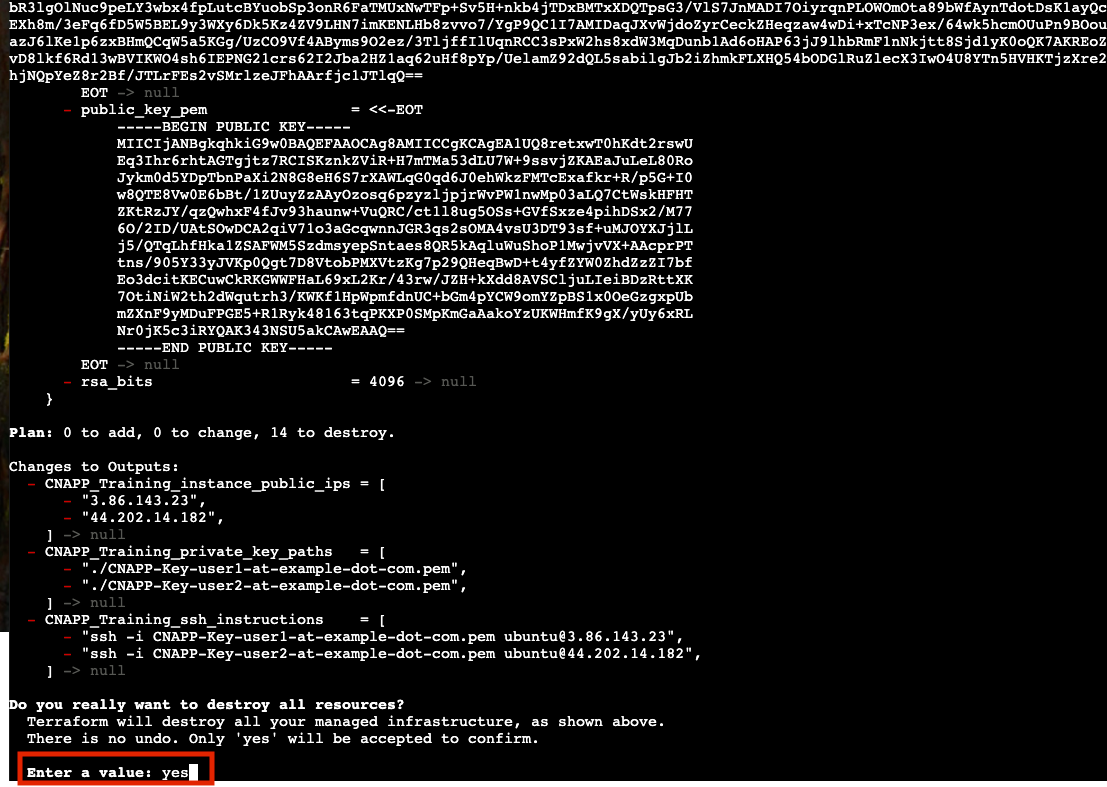 bR3lgOlNuc9peLY3wbx4fpLutcBYuobSp3onR6FaTMUxNwTFp+Sv5H+nkb4jTDxBMTxXDQTpsG3/VlS7JnMADI7OiyrqnPLOWOmOta89bWfAynTdotDsK1ayQc
EXh8m/3eFq6fD5W5BEL9y3WXy6Dk5Kz4ZV9LHN7imKENLHb8zvvo7/YgP9QC1I7AMIDaqJXvWjdoZyrCeckZHeqzaw4wDi+xTcNP3ex/64wk5hcmOUuPn9BOou
azJ6lKe1p6zxBHmQCqW5a5KGg/UzCO9Vf4AByms9O2ez/3TljffIlUqnRCC3sPxW2hs8xdW3MqDunblAd6oHAP63jJ9lhbRmF1nNkjtt8Sjd1yK0oQK7AKREoZ
vD8lkf6Rd13wBVIKWO4sh6IEPNG21crs62I2Jba2HZ1aq62uHf8pYp/UelamZ92dQL5sabilgJb2iZhmkFLXHQ54bODGlRuZlecX3IwO4U8YTn5HVHKTjzXre2
hjNQpYeZ8r2Bf/JTLrFEs2vSMrlzeJFhAArfjclJTlqQ==
EOT -> null
- public_key_pem = <<-EOT
-----BEGIN PUBLIC KEY-----
MIICIjANBgkqhkiG9w0BAQEFAAOCAg8AMIICCgKCAgEA1UQ8retxwT0hKdt2rswU
Eq3Ihr6rhtAGTgjtz7RCISKznkZViR+H7mTMa53dLU7W+9ssvjZKAEaJuLeL80Ro
Jykm0d5YDpTbnPaXi2N8G8eH6S7rXAWLqG0qd6J0ehWkzFMTcExafkr+R/p5G+I0
w8QTE8Vw0E6bBt/1ZUuyZzAAyOzosq6pzyzljpjrWvPW1nwMp03aLQ7CtWskHFHT
ZKtRzJY/qzQwhxF4fJv93haunw+VuQRC/ct1l8ug5OSs+GVfSxze4pihDSx2/M77
6O/2ID/UAtSOwDCA2qiV71o3aGcqwnnJGR3qs2sOMA4vsU3DT93sf+uMJOYXJjlL
j5/QTqLhfHka1ZSAFWM5SzdmsyepSntaes8QR5kAqluWuShoP1MwjvVX+AAcprPT
tns/905Y33yJVKp0Qgt7D8VtobPMXVtzKg7p29QHeqBwD+t4yfZYW0ZhdZzZI7bf
Eo3dcitKECuwCkRKGWWFHaL69xL2Kr/43rw/JZH+kXdd8AVSCljuLIeiBDzRttXK
7OtiNiW2th2dWqutrh3/KWKf1HpWpmfdnUC+bGm4pYCW9omYZpBS1x0OeGzgxpUb
mZXnF9yMDuFPGE5+R1Ryk48163tqPKXP0SMpKmGaAakoYzUKWHmfK9gX/yUy6xRL
Nr0jK5c3iRYQAK343NSU5akCAwEAAQ==
-----END PUBLIC KEY-----
EOT -> null
- rsa_bits = 4096 -> null
}
Plan: 0 to add, 0 to change, 14 to destroy.
Changes to Outputs:
- CNAPP_Training_instance_public_ips = [
- "3.86.143.23",
- "44.202.14.182",
] -> null
- CNAPP_Training_private_key_paths = [
- "./CNAPP-Key-user1-at-example-dot-com.pem",
- "./CNAPP-Key-user2-at-example-dot-com.pem",
] -> null
- CNAPP_Training_ssh_instructions = [
- "ssh -i CNAPP-Key-user1-at-example-dot-com.pem ubuntu@3.86.143.23",
- "ssh -i CNAPP-Key-user2-at-example-dot-com.pem ubuntu@44.202.14.182",
] -> null
Do you really want to destroy all resources?
Terraform will destroy all your managed infrastructure, as shown above.
There is no undo. Only 'yes' will be accepted to confirm.
Enter a value: yes